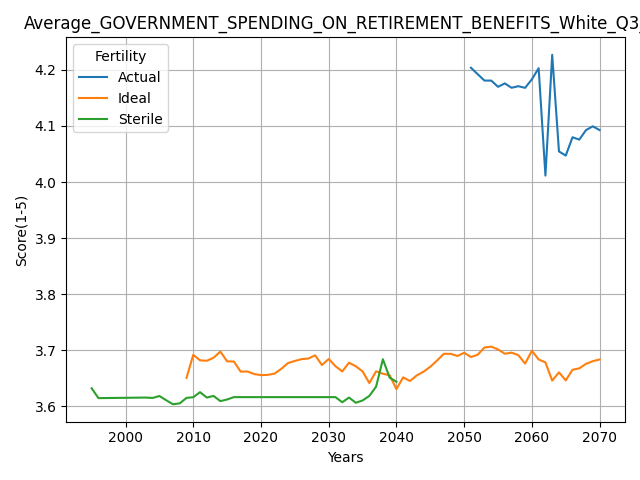 Average_GOVERNMENT_SPENDING_ON_RETIREMENT_BENEFITS_White_Q3
Fertility
Actual
Ideal
Sterile
4.2
4.1
4.0
3.9
3.8
3.7
3.6
Score(1-5)
2000 2010 2020 2030 2040 2050 2060 2070
Years